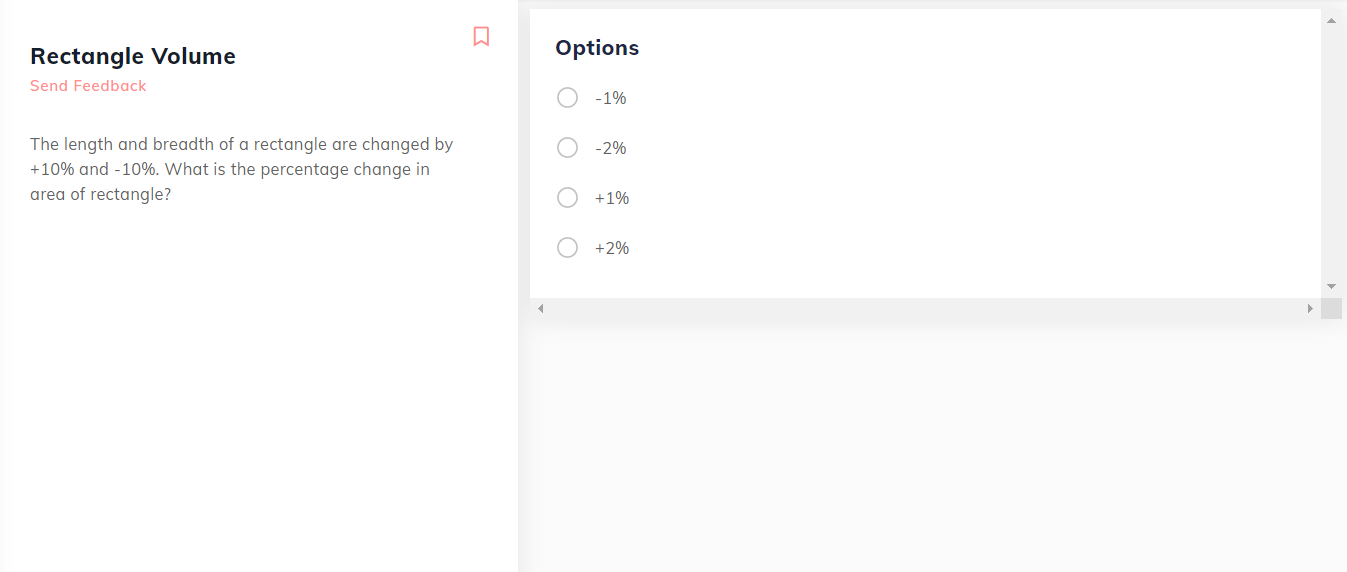 Rectangle Volume
Send Feedback
The length and breadth of a rectangle are changed by
+10% and -10%. What is the percentage change in
area of rectangle?
Options
-1%
-2%
+1%
+2%